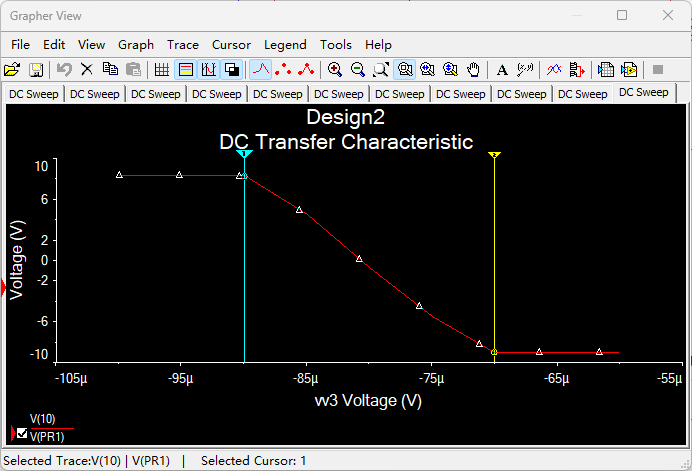 Grapher View
File Edit View Graph Trace Cursor Legend Tools Help
A
DC Sweep DC Sweep DC Sweep DC Sweep DC Sweep DC Sweep DC Sweep DC Sweep DC Sweep DC Sweep DC Sweep
Design2
DC Transfer Characteristic
1
2
10
6
2
0
-2
-6
-10
Voltage (V)
-105µ -95µ -85µ -75µ -65µ -55µ
vv3 Voltage (V)
V(10)
V(PR1)
Selected Trace:V(10) | V(PR1) | Selected Cursor: 1